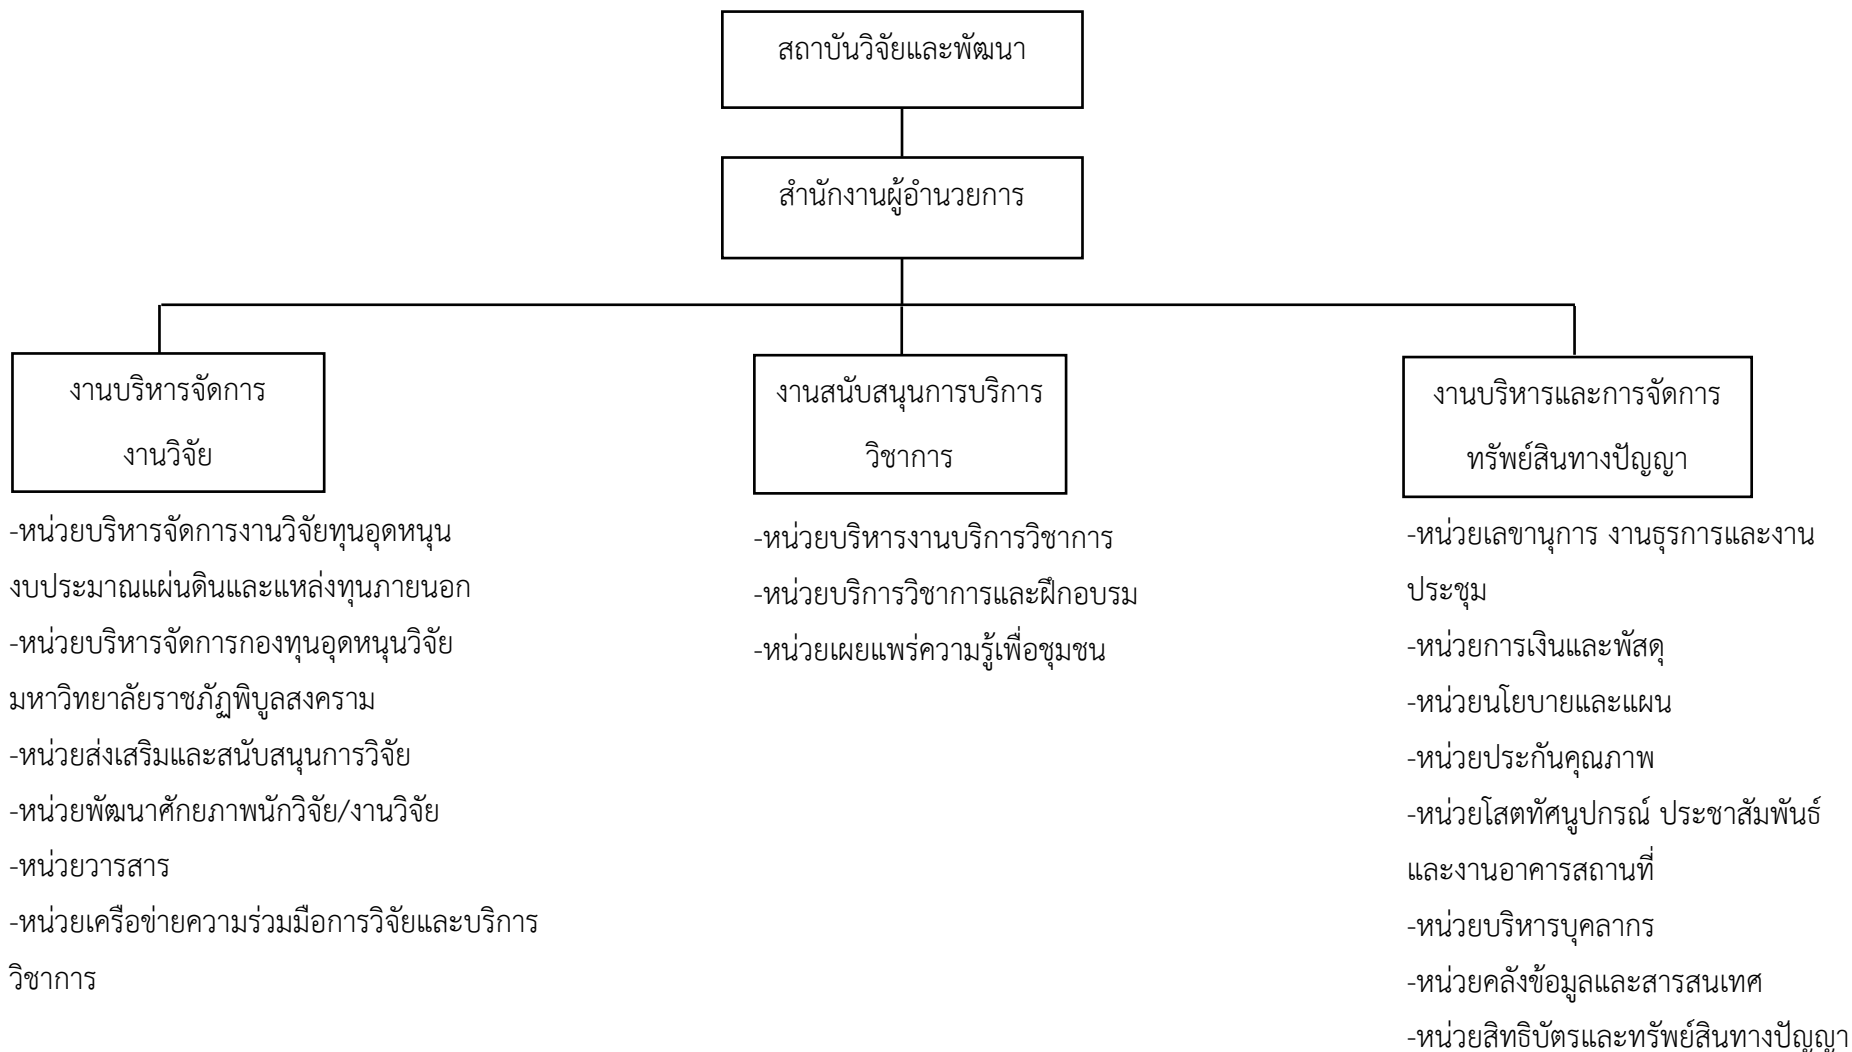 สถาบันวิจัยและพัฒนา
สำนักงานผู้อำนวยการ
งานบริหารจัดการ
งานวิจัย
-หน่วยบริหารจัดการงานวิจัยทุนอุดหนุน
งบประมาณแผ่นดินและแหล่งทุนภายนอก
-หน่วยบริหารจัดการกองทุนอุดหนุนวิจัย
มหาวิทยาลัยราชภัฏพิบูลสงคราม
-หน่วยส่งเสริมและสนับสนุนการวิจัย
-หน่วยพัฒนาศักยภาพนักวิจัย/งานวิจัย
-หน่วยวารสาร
-หน่วยเครือข่ายความร่วมมือการวิจัยและบริการ
วิชาการ
งานสนับสนุนการบริการ
วิชาการ
-หน่วยบริหารงานบริการวิชาการ
-หน่วยบริการวิชาการและฝึกอบรม
-หน่วยเผยแพร่ความรู้เพื่อชุมชน
งานบริหารและการจัดการ
ทรัพย์สินทางปัญญา
-หน่วยเลขานุการ งานธุรการและงาน
ประชุม
-หน่วยการเงินและพัสดุ
-หน่วยนโยบายและแผน
-หน่วยประกันคุณภาพ
-หน่วยโสตทัศนูปกรณ์ ประชาสัมพันธ์
และงานอาคารสถานที่
-หน่วยบริหารบุคลากร
-หน่วยคลังข้อมูลและสารสนเทศ
-หน่วยสิทธิบัตรและทรัพย์สินทางปัญญา